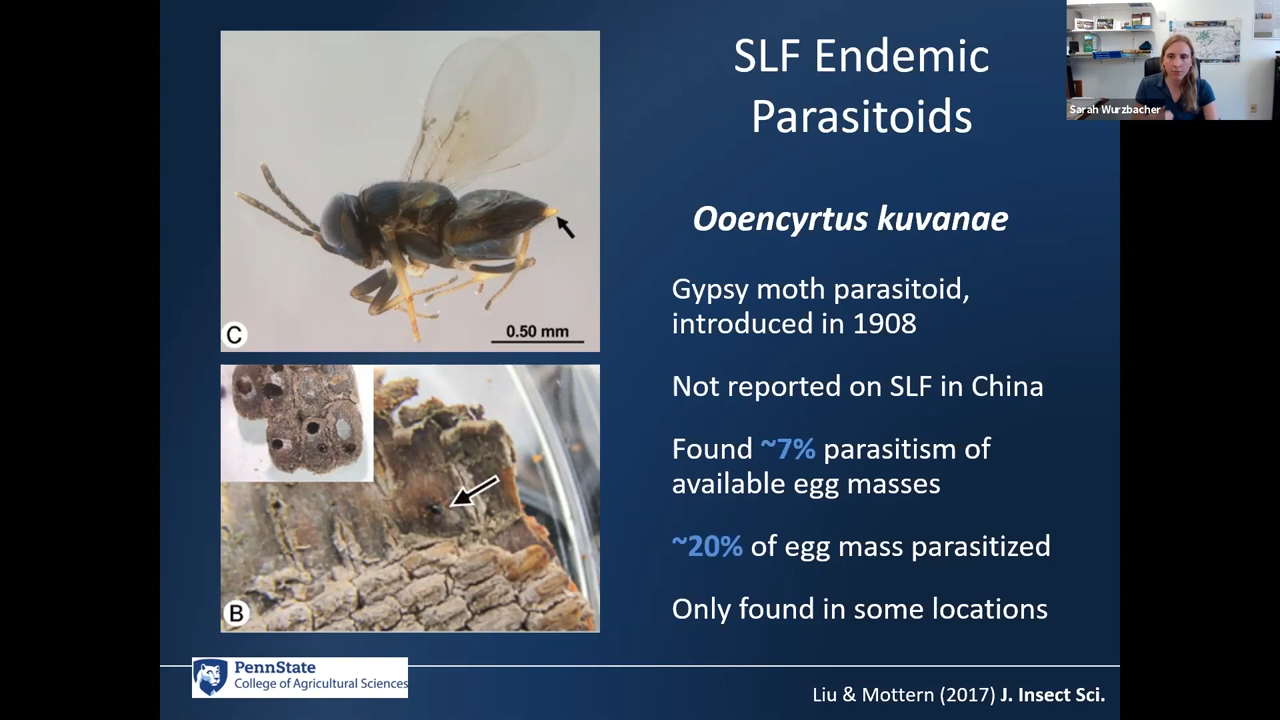 SLF Endemic
Parasitoids
Sarah Wurzbacher
Ooencyrtus kuvanae
Gypsy moth parasitoid,
introduced in 1908
Not reported on SLF in China
Found ~7% parasitism of
available egg masses
~20% of egg mass parasitized
Only found in some locations
C
0.50 mm
B
PennState
College of Agricultural Sciences
Liu & Mottern (2017) J. Insect Sci.